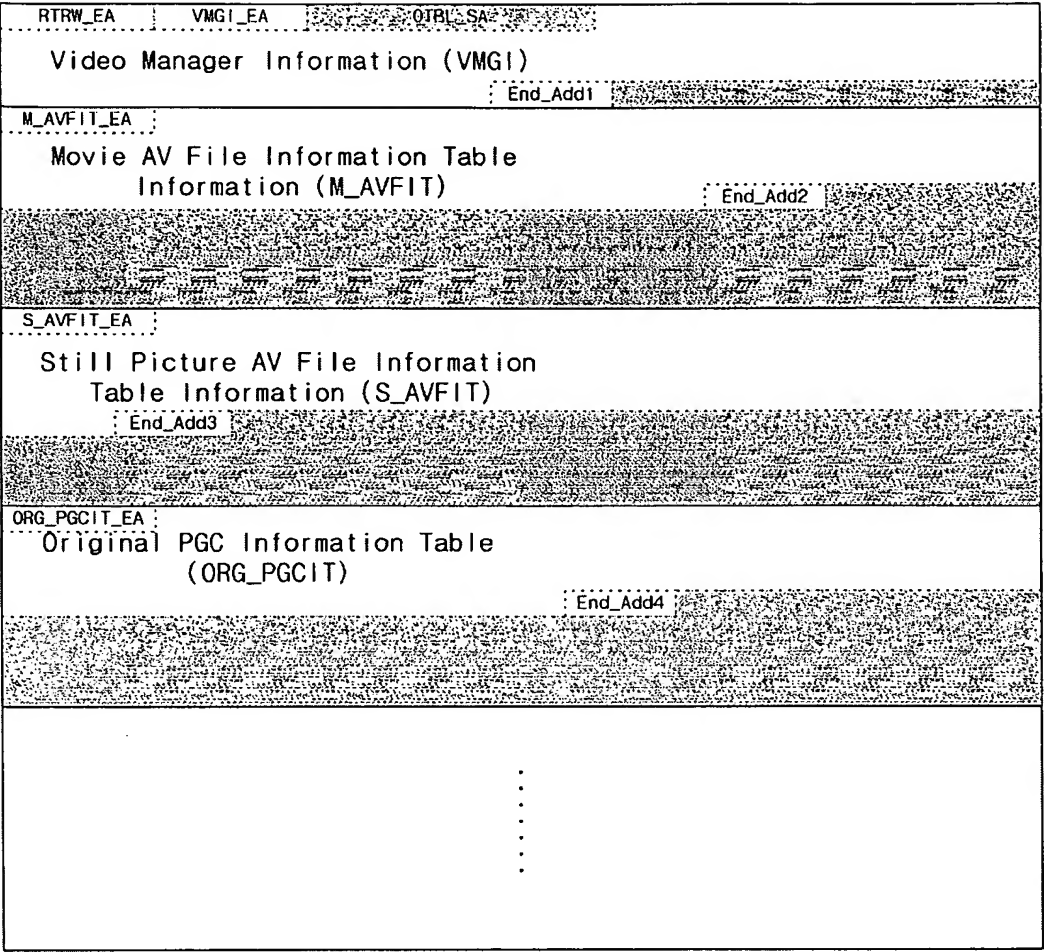 RTRW_EA VMGI_EA OTBL_SA
Video Manager Information (VMGI)
End_Add1
M_AVFIT_EA
Movie AV File Information Table
Information (M_AVFIT)
End_Add2
S_AVFIT_EA
Still Picture AV File Information
Table Information (S_AVFIT)
End_Add3
ORG_PGCIT_EA
Original PGC Information Table
(ORG_PGCIT)
End_Add4